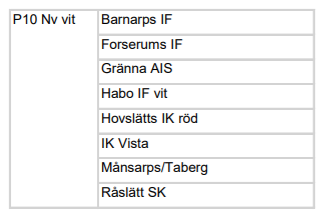 P10 Nv vit
Barnarps IF
Forserums IF
Gränna AIS
Habo IF vit
Hovslätts IK röd
IK Vista
Månsarps/Taberg
Råslätt SK